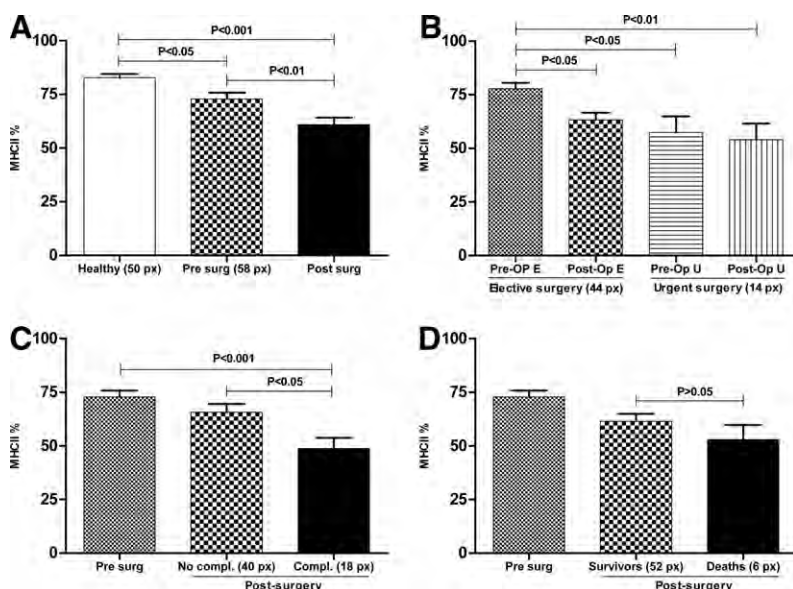 A
P<0.001
P<0.05
P<0.01
100
75
50
25
0
MHCII %
Healthy (50 px) Pre surg (58 px) Post surg
B
P<0.01
P<0.05
P<0.05
100
75
50
25
0
MHCII %
Pre-OP E Post-Op E Pre-Op U Post-Op U
Elective surgery (44 px) Urgent surgery (14 px)
C
P<0.001
P<0.05
100
75
50
25
0
MHCII %
Pre surg No compl. (40 px) Compl. (18 px)
Post-surgery
D
P>0.05
100
75
50
25
0
MHCII %
Pre surg Survivors (52 px) Deaths (6 px)
Post-surgery